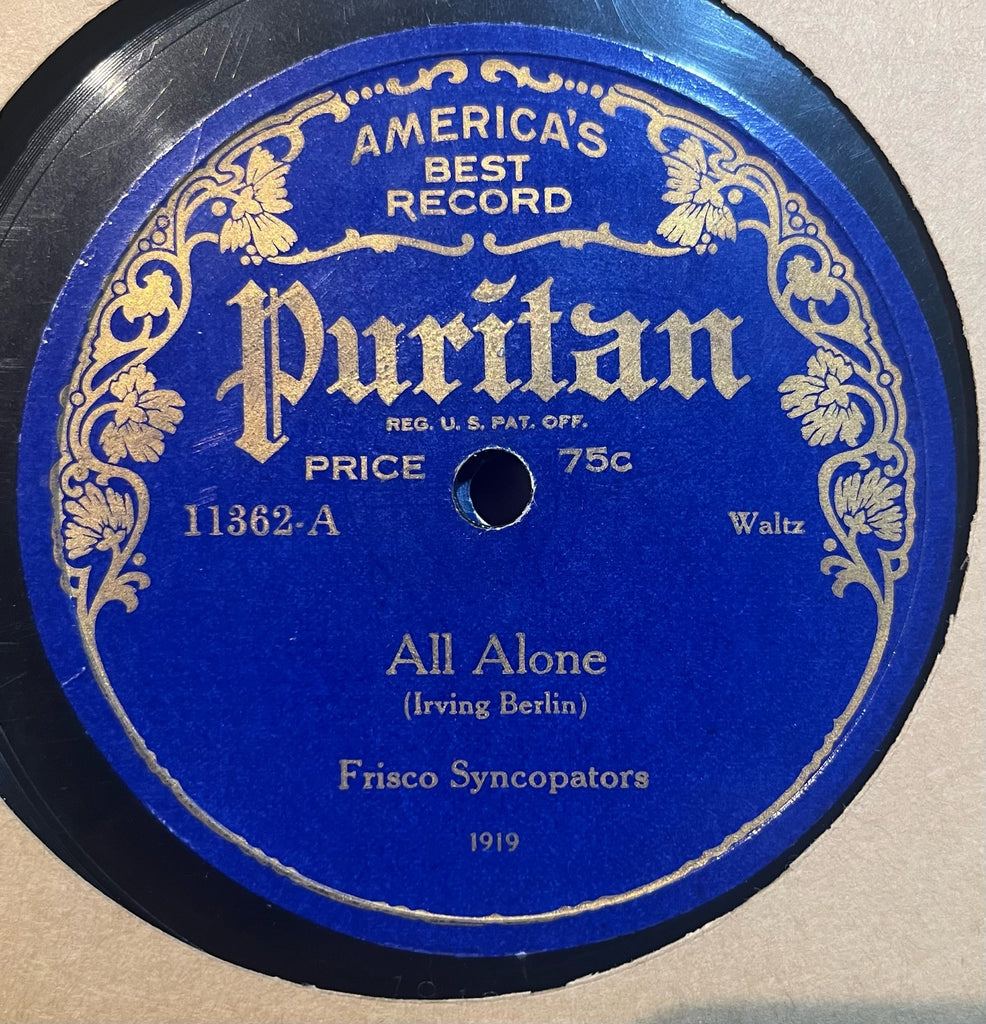 AMERICA'S
BEST
RECORD
Puritan
REG. U. S. PAT. OFF.
PRICE 75c
11362-A Waltz
All Alone
(Irving Berlin)
Frisco Syncopators
1919